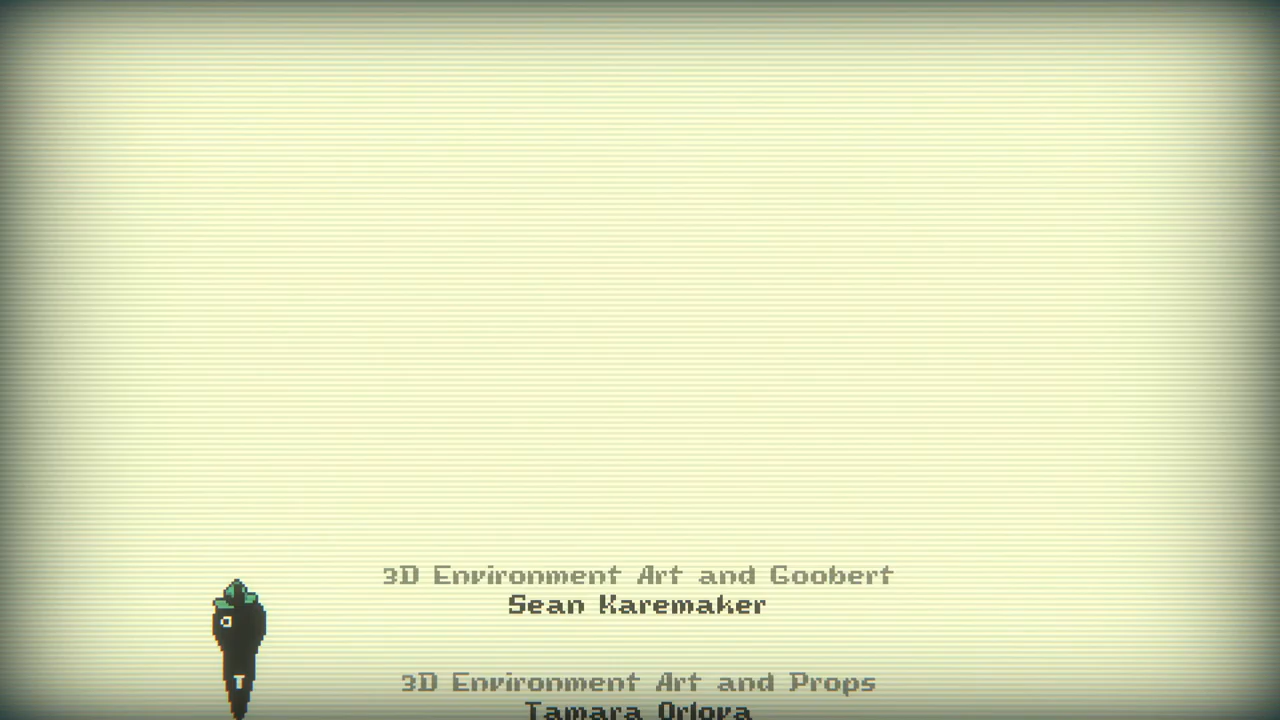 3D Environment Art and Goobert
Sean Karemaker
3D Environment Art and Props
Tamara Orlova